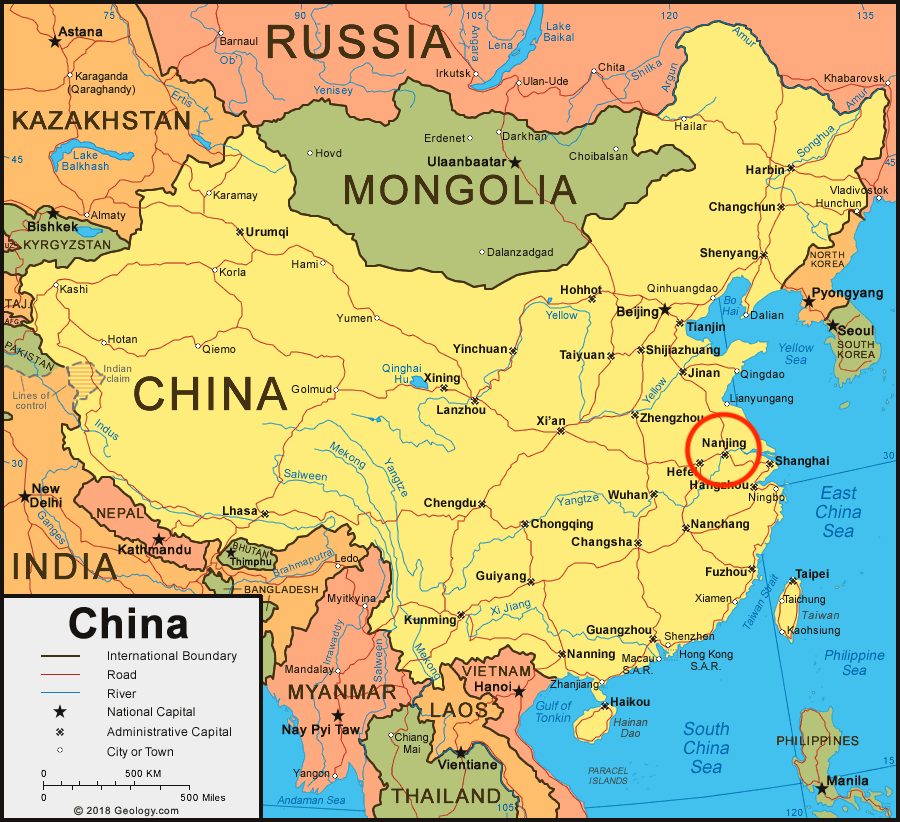 75
90
105
120
135
Astana
Barnaul
Ob'
RUSSIA
Angara
Lena
Lake
Baikal
Amur
Karaganda
(Qaraghandy)
Irkutsk
Ulan-Ude
Chita
Shilka
Argun
Khabarovsk
Yenisey
Ertis
Amur
KAZAKHSTAN
Erdenet
Darkhan
Hailar
Songhua
45
Lake
Balkhash
Hovd
Ulaanbaatar
Choibalsan
45
Harbin
MONGOLIA
Karamay
Vladivostok
Hunchun
Changchun
Almaty
Bishkek
Urumqi
KYRGYZSTAN
Dalanzadgad
Shenyang
NORTH
KOREA
Hami
Korla
Kashi
Hohhot
Qinhuangdao
Pyongyang
TAJ.
AFG.
Yumen
Yellow
Beijing
Bo
Hai
Dalian
Tianjin
Seoul
SOUTH
KOREA
PAKISTAN
Hotan
Qiemo
Yinchuan
Taiyuan
Shijiazhuang
Yellow
Sea
Indian
claim
Qinghai
Hu
Xining
Jinan
Qingdao
Lines of
control
CHINA
Golmud
Lanzhou
Yellow
Lianyungang
Indus
Xi'an
Zhengzhou
Mekong
Nanjing
30
Salween
Yangtze
Hefei
Shanghai
30
New
Delhi
Hangzhou
Ningbo
NEPAL
Lhasa
Chengdu
Yangtze
Wuhan
East
China
Sea
Ganges
Kathmandu
BHUTAN
Thimphu
Chongqing
Nanchang
Changsha
INDIA
Brahmaputra
Ledo
BANGLADESH
Guiyang
Fuzhou
Taipei
Myitkyina
Xi Jiang
Xiamen
Taiwan Strait
Taichung
Taiwan
Kunming
Guangzhou
Kaohsiung
Irrawaddy
Salween
Mekong
Nanning
Shenzhen
Macau
S.A.R.
Hong Kong
S.A.R.
Philippine
Sea
Mandalay
VIETNAM
Hanoi
Zhanjiang
MYANMAR
LAOS
Gulf of
Tonkin
Haikou
Hainan
Dao
Nay Pyi Taw
South
China
Sea
PHILIPPINES
Chiang
Mai
Vientiane
15
Yangon
PARACEL
ISLANDS
Manila
Andaman Sea
THAILAND
105
120
China
International Boundary
Road
River
National Capital
Administrative Capital
City or Town
0 500 KM
0 500 Miles
© 2018 Geology.com